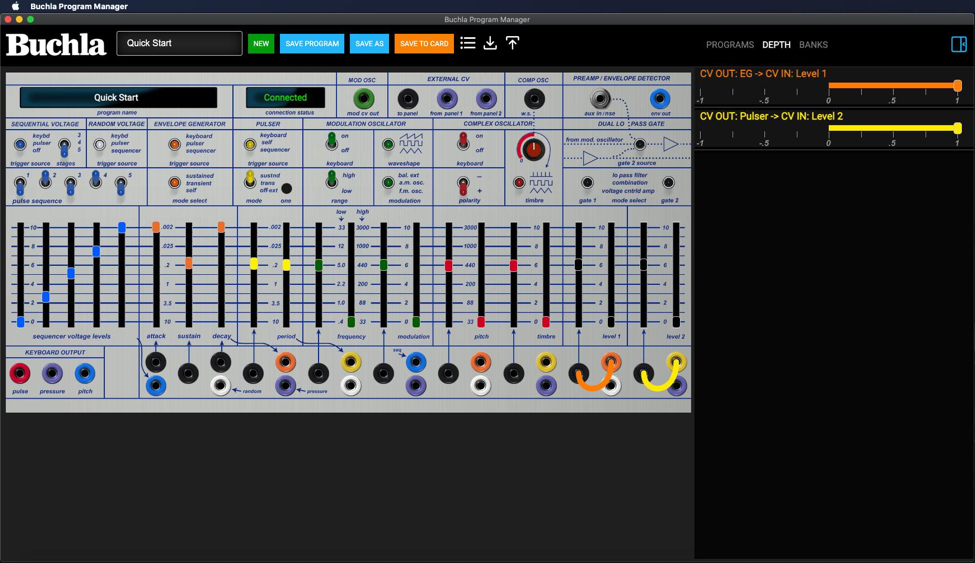 Buchla Program Manager
Buchla Program Manager
Buchla
Quick Start
NEW
SAVE PROGRAM
SAVE AS
SAVE TO CARD
PROGRAMS
DEPTH
BANKS
Quick Start
program name
Connected
connection status
MOD OSC
mod cv out
EXTERNAL CV
to panel
from panel 1
from panel 2
COMP OSC
w.s.
PREAMP / ENVELOPE DETECTOR
aux in / nse
env out
SEQUENTIAL VOLTAGE
keybd
pulser
off
3
4
5
trigger source
stages
1
2
3
4
5
pulse sequence
RANDOM VOLTAGE
keybd
pulser
sequencer
trigger source
ENVELOPE GENERATOR
keyboard
pulser
sequencer
trigger source
sustained
transient
self
mode select
PULSER
keyboard
self
sequencer
trigger source
sustnd
trans
off-ext
mode
one
MODULATION OSCILLATOR
on
off
keyboard
waveshape
high
low
range
bal. ext
a.m. osc.
f.m. osc.
modulation
COMPLEX OSCILLATOR
on
off
keyboard
–
+
polarity
timbre
DUAL LO PASS GATE
from mod. oscillator
gate 2 source
lo pass filter
combination
voltage cntrld amp
gate 1
mode select
gate 2
low
high
10
8
6
4
2
0
.002
.025
.2
1
3.5
10
.002
.025
.2
1
3.5
10
33
12
5.0
2.2
1.0
.4
3000
1760
440
220
88
33
10
8
6
4
2
0
3000
1760
440
220
88
33
10
8
6
4
2
0
10
8
6
4
2
0
10
8
6
4
2
0
sequencer voltage levels
attack
sustain
decay
period
frequency
modulation
pitch
timbre
level 1
level 2
KEYBOARD OUTPUT
pulse
pressure
pitch
random
pressure
seq
CV OUT: EG -> CV IN: Level 1
-1
-.5
0
.5
1
CV OUT: Pulser -> CV IN: Level 2
-1
-.5
0
.5
1